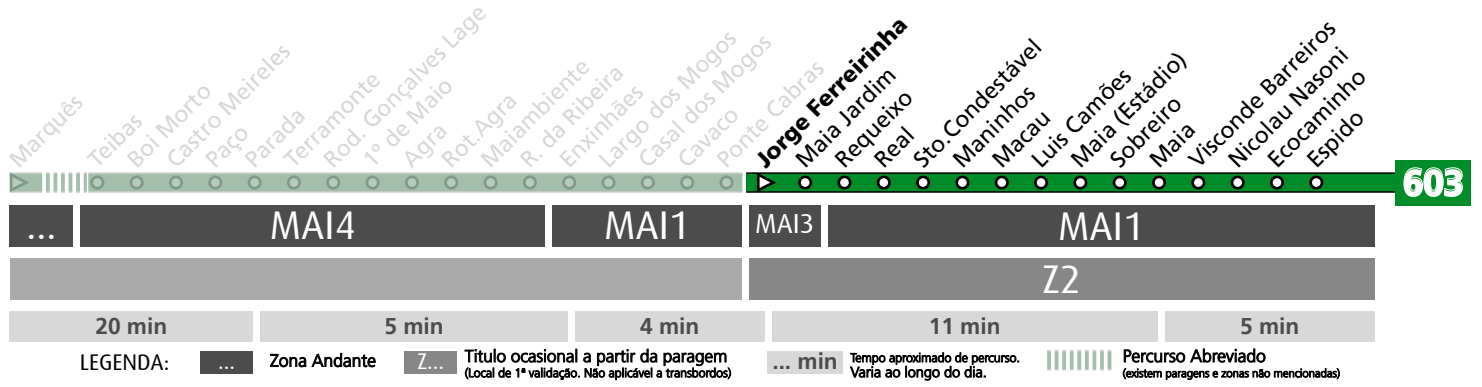 Marquês
Teibas
Boi Morto
Castro Meireles
Paço
Parada
Terramonte
Rod. Gonçalves Lage
1º de Maio
Agra
Rot.Agra
Maiambiente
R. da Ribeira
Enxinhães
Largo dos Mogos
Casal dos Mogos
Cavaco
Ponte Cabras
Jorge Ferreirinha
Maia Jardim
Requeixo
Real
Sto.Condestável
Maninhos
Macau
Luis Camões
Maia (Estádio)
Sobreiro
Maia
Visconde Barreiros
Nicolau Nasoni
Ecocaminho
Espido
603
... MAI4 MAI1 MAI3 MAI1
Z2
20 min 5 min 4 min 11 min 5 min
LEGENDA:
... Zona Andante
Z... Titulo ocasional a partir da paragem
(Local de 1ª validação. Não aplicável a transbordos)
... min Tempo aproximado de percurso.
Varia ao longo do dia.
Percurso Abreviado
(existem paragens e zonas não mencionadas)